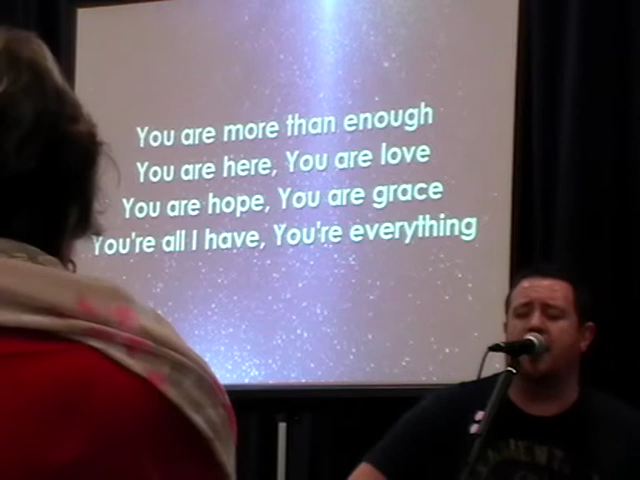 You are more than enough
You are here, You are love
You are hope, You are grace
You're all I have, You're everything